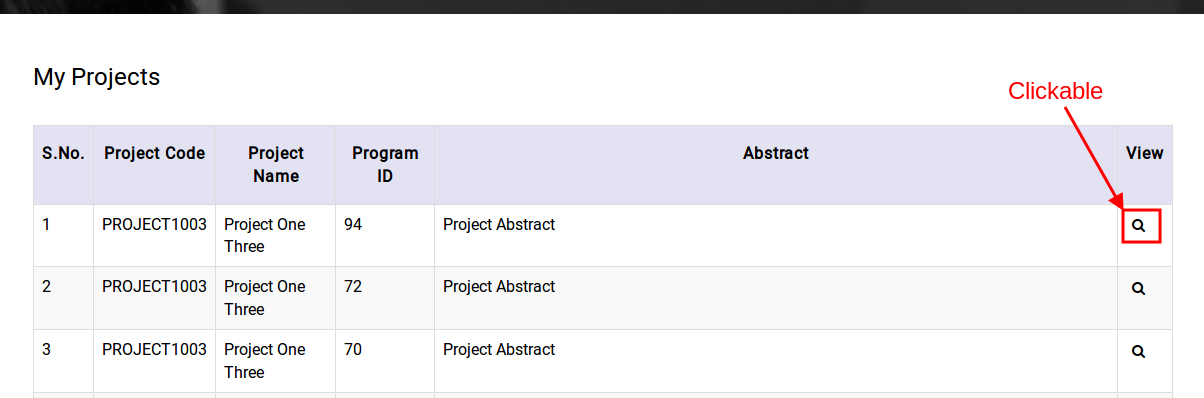 My Projects
Clickable
S.No. Project Code Project Name Program ID Abstract View
1 PROJECT1003 Project One Three 94 Project Abstract
2 PROJECT1003 Project One Three 72 Project Abstract
3 PROJECT1003 Project One Three 70 Project Abstract